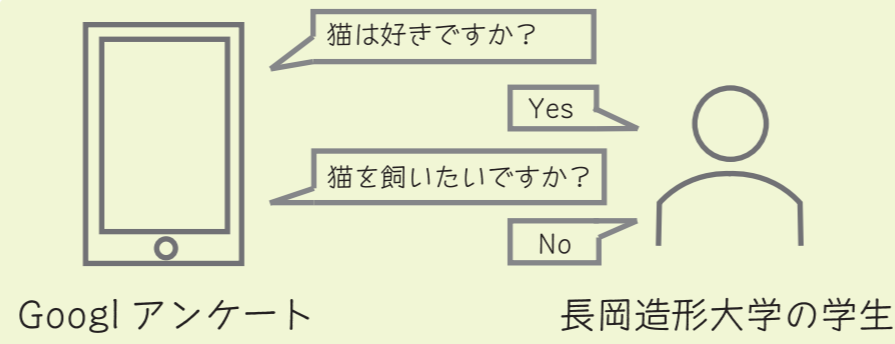 猫は好きですか？
Yes
猫を飼いたいですか？
No
Googl アンケート
長岡造形大学の学生